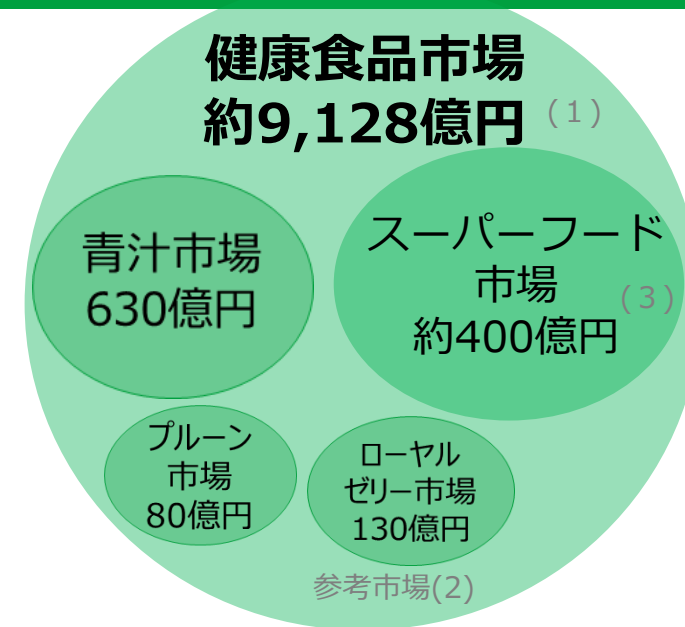 健康食品市場
約9,128億円 (1)
青汁市場
630億円
スーパーフード
市場
(3)
約400億円
プルーン
市場
80億円
ローヤル
ゼリー市場
130億円
参考市場(2)